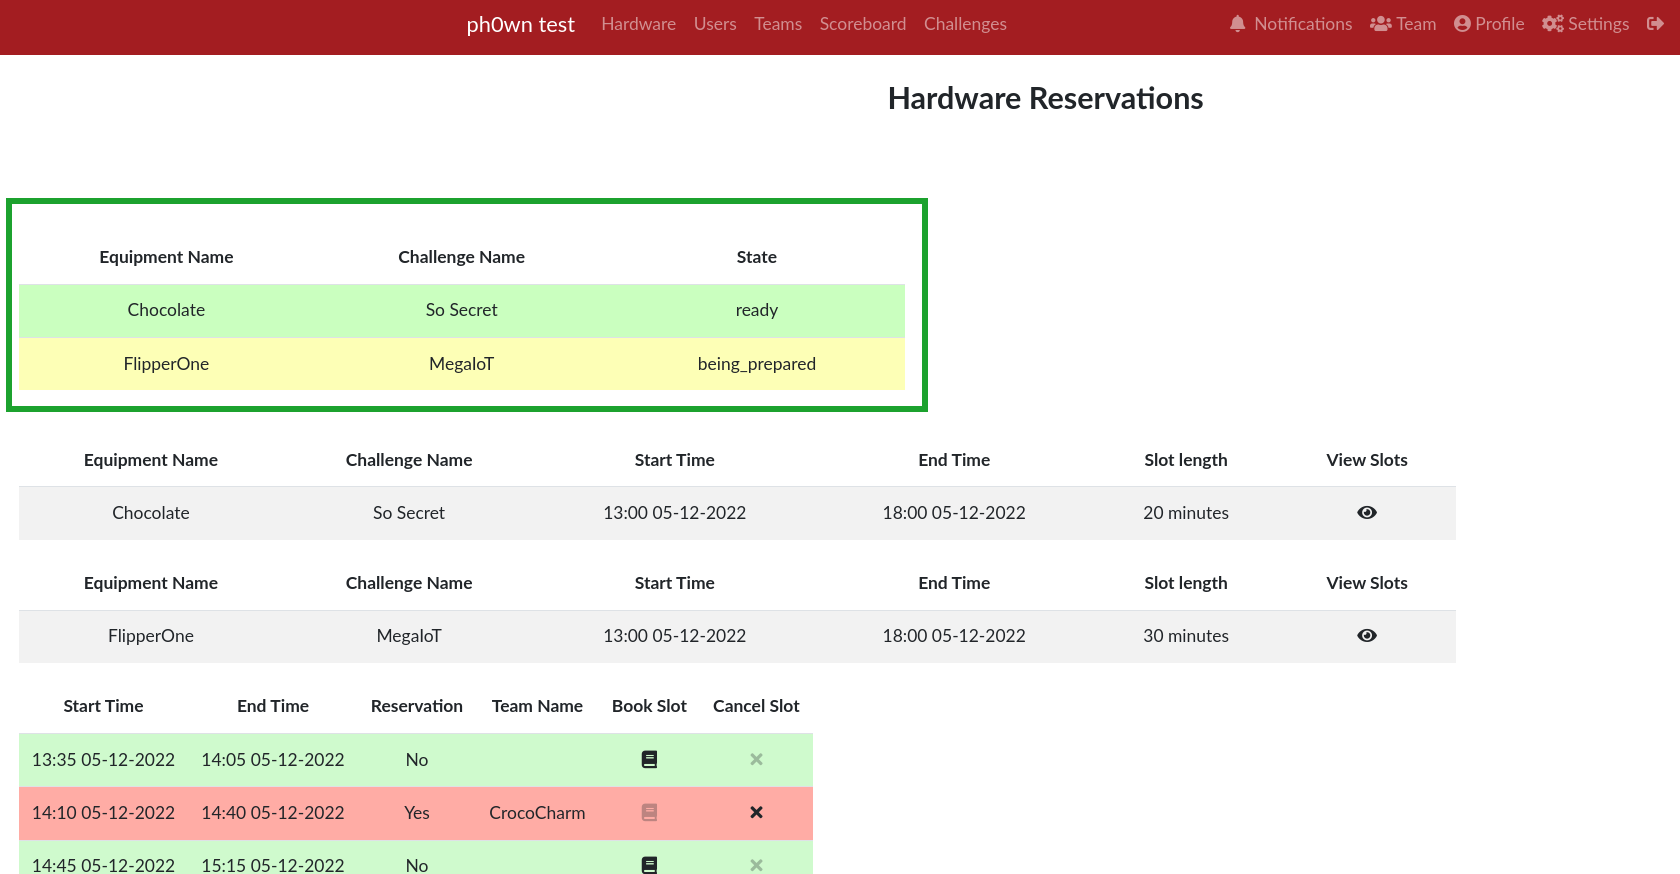 ph0wn test Hardware Users Teams Scoreboard Challenges Notifications Team Profile Settings
Hardware Reservations
Equipment Name Challenge Name State
Chocolate So Secret ready
FlipperOne MegaIoT being_prepared
Equipment Name Challenge Name Start Time End Time Slot length View Slots
Chocolate So Secret 13:00 05-12-2022 18:00 05-12-2022 20 minutes
Equipment Name Challenge Name Start Time End Time Slot length View Slots
FlipperOne MegaIoT 13:00 05-12-2022 18:00 05-12-2022 30 minutes
Start Time End Time Reservation Team Name Book Slot Cancel Slot
13:35 05-12-2022 14:05 05-12-2022 No
14:10 05-12-2022 14:40 05-12-2022 Yes CrocoCharm
14:45 05-12-2022 15:15 05-12-2022 No